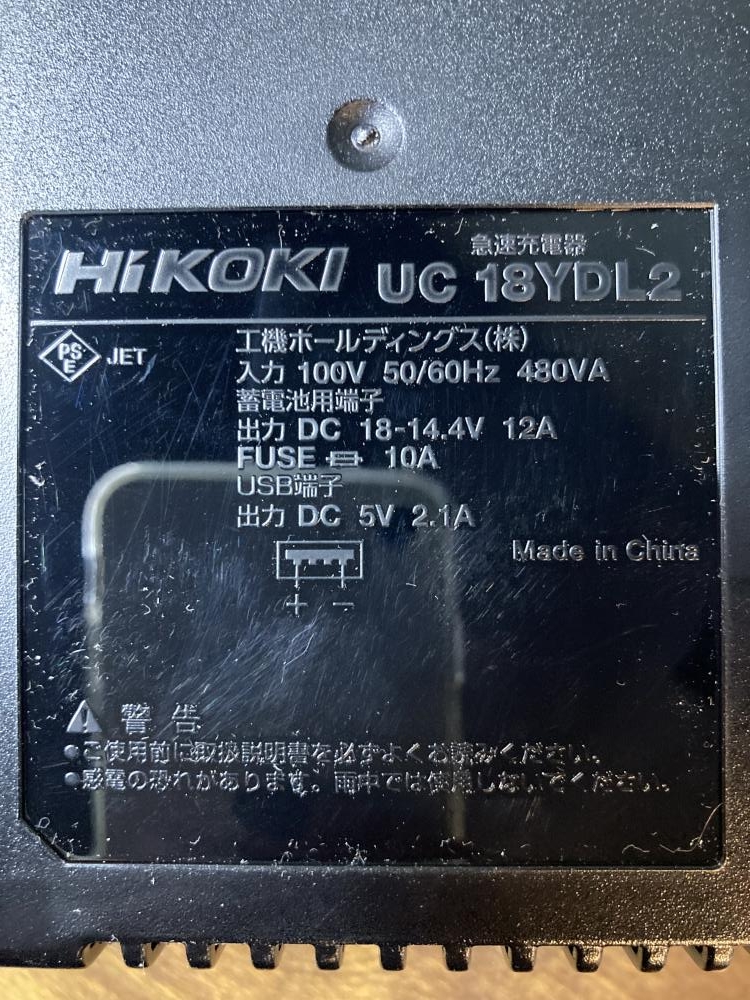 HiKOKI 急速充電器
UC 18YDL2
PSE JET
工機ホールディングス(株)
入力 100V 50/60Hz 480VA
蓄電池用端子
出力 DC 18-14.4V 12A
FUSE 10A
USB端子
出力 DC 5V 2.1A
Made in China
+ −
警告
●ご使用前に取扱説明書を必ずよくお読みください。
●感電の恐れがあります。雨中では使用しないでください。